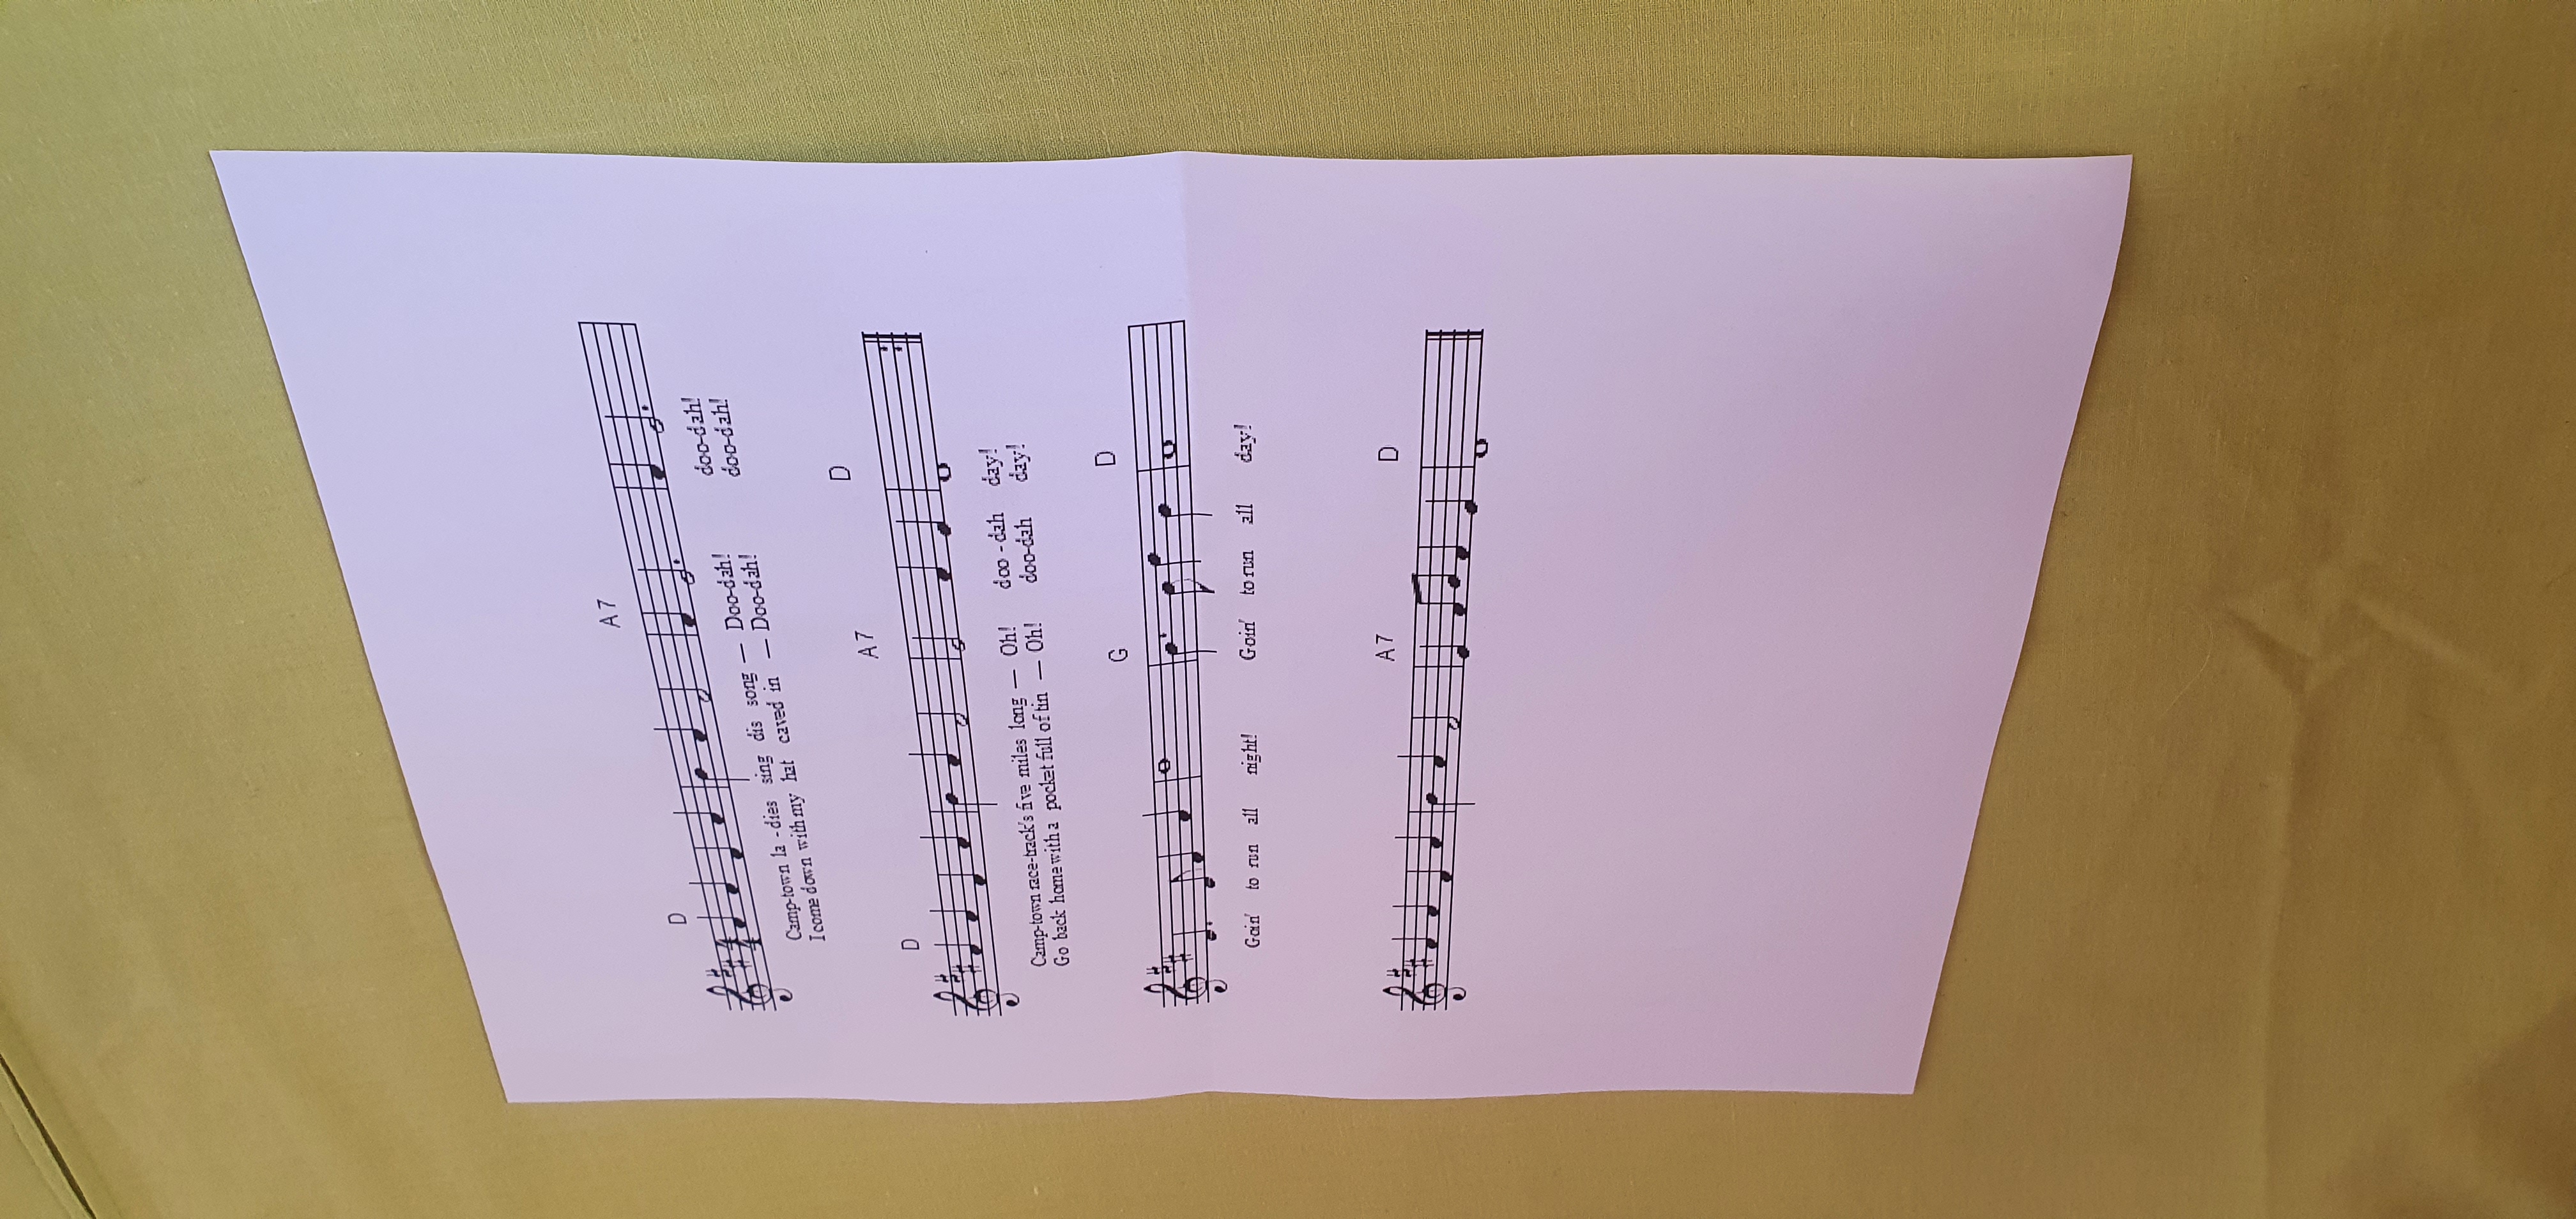 D A7
Camp-town la - dies sing dis song — Doo-dah! doo-dah!
I come down with my hat caved in — Doo-dah! doo-dah!
D A7 D
Camp-town race-track's five miles long — Oh! doo - dah day!
Go back home with a pocket full of tin — Oh! doo-dah day!
G D
Goin' to run all night! Goin' to run all day!
A7 D